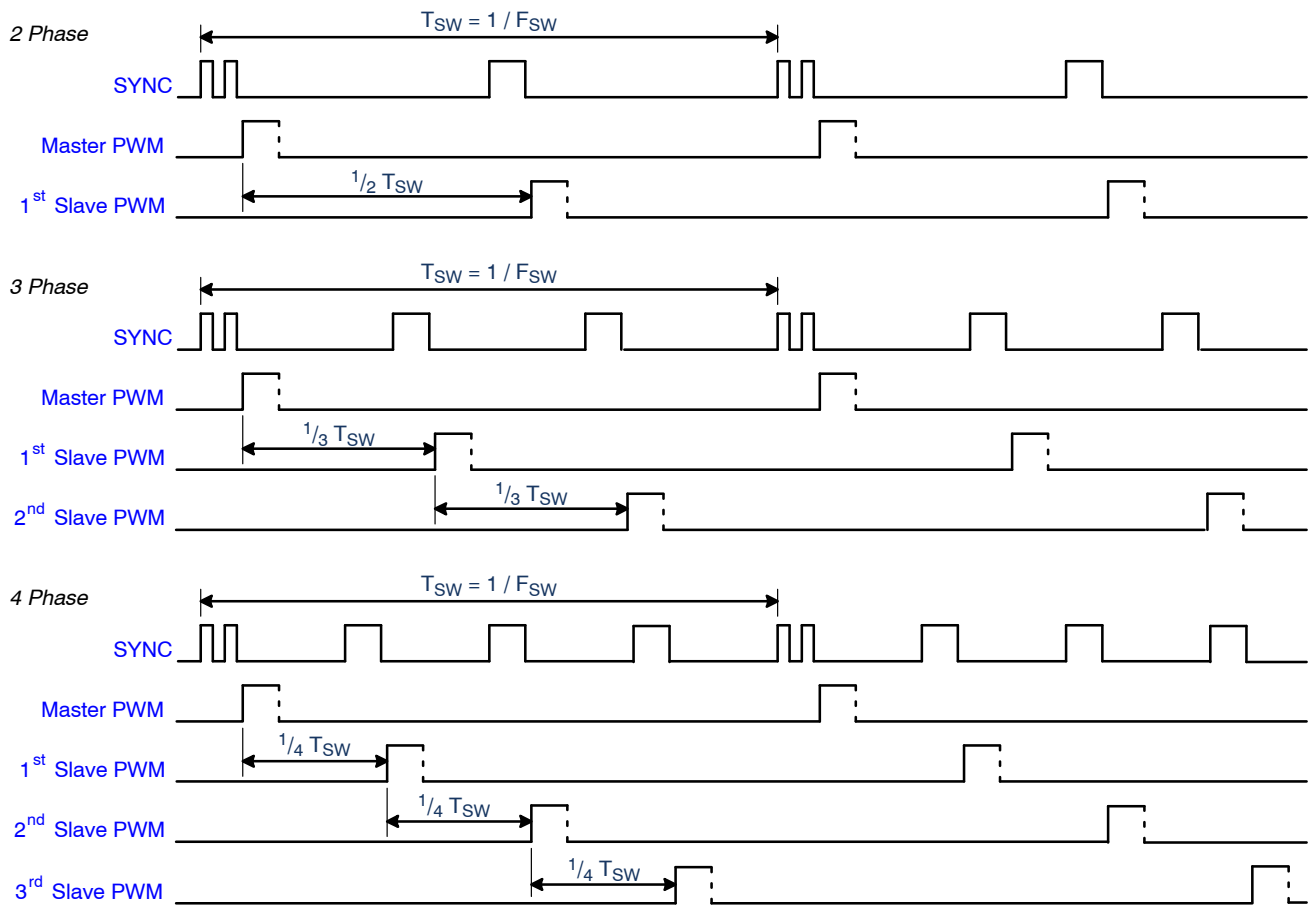 2 Phase
T_SW = 1 / F_SW
SYNC
Master PWM
1/2 T_SW
1st Slave PWM
3 Phase
T_SW = 1 / F_SW
SYNC
Master PWM
1/3 T_SW
1st Slave PWM
1/3 T_SW
2nd Slave PWM
4 Phase
T_SW = 1 / F_SW
SYNC
Master PWM
1/4 T_SW
1st Slave PWM
1/4 T_SW
2nd Slave PWM
1/4 T_SW
3rd Slave PWM